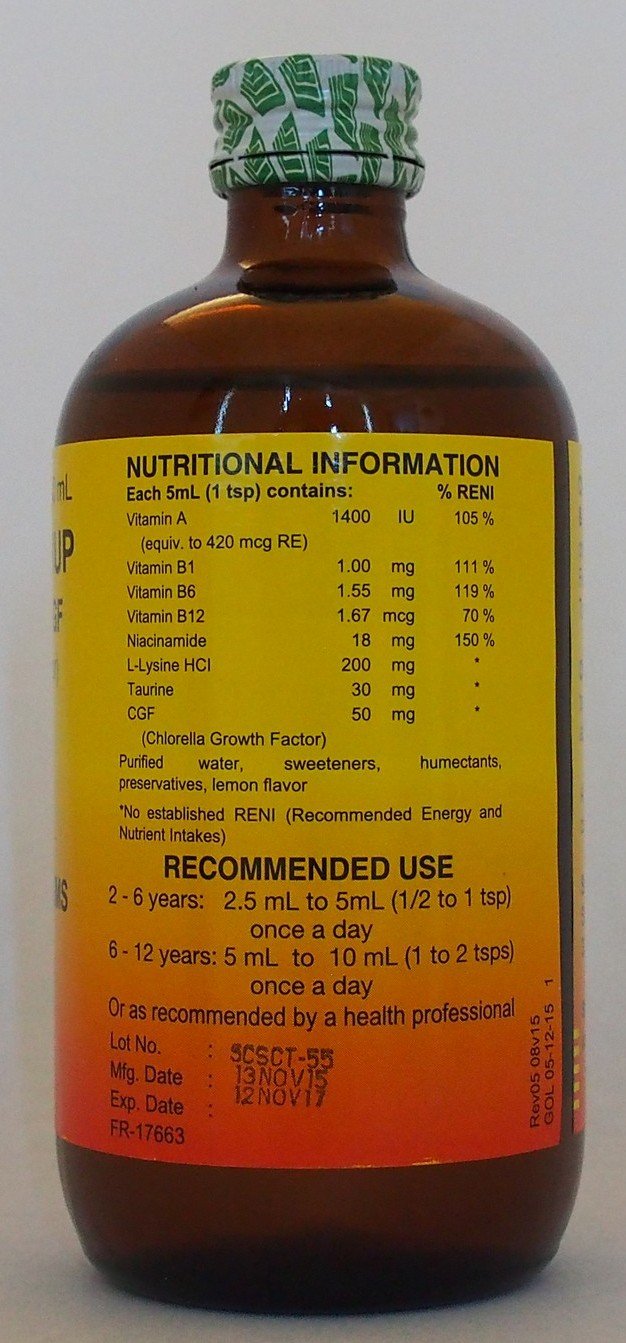 mL
UP
NUTRITIONAL INFORMATION
Each 5mL (1 tsp) contains: % RENI
Vitamin A 1400 IU 105 %
(equiv. to 420 mcg RE)
Vitamin B1 1.00 mg 111 %
Vitamin B6 1.55 mg 119 %
Vitamin B12 1.67 mcg 70 %
Niacinamide 18 mg 150 %
L-Lysine HCl 200 mg *
Taurine 30 mg *
CGF 50 mg *
(Chlorella Growth Factor)
Purified water, sweeteners, humectants,
preservatives, lemon flavor
*No established RENI (Recommended Energy and
Nutrient Intakes)
RECOMMENDED USE
2 - 6 years: 2.5 mL to 5mL (1/2 to 1 tsp)
once a day
6 - 12 years: 5 mL to 10 mL (1 to 2 tsps)
once a day
Or as recommended by a health professional
Lot No. : SCSCT-55
Mfg. Date : 13NOV15
Exp. Date : 12NOV17
FR-17663
Rev05 08v15
GOL 05-12-15 1